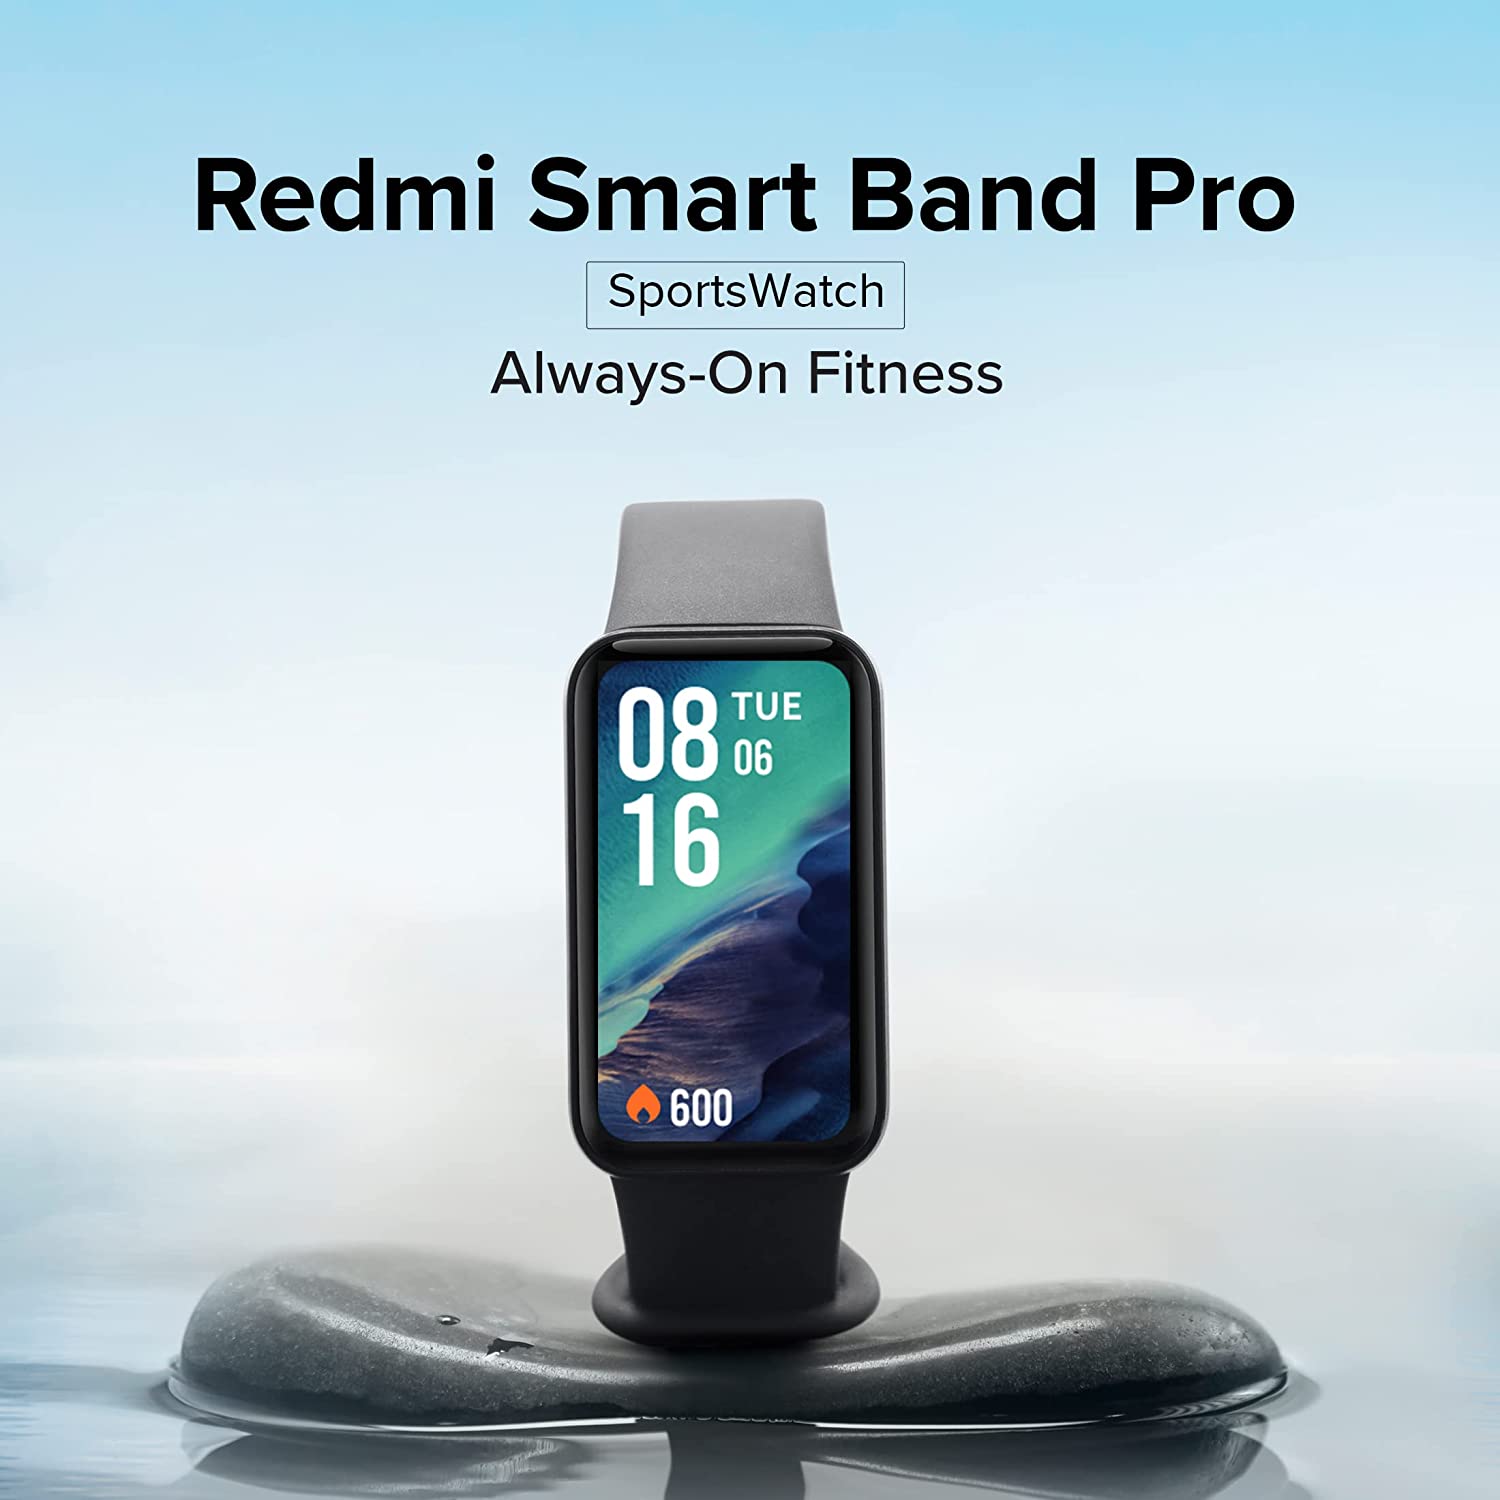 Redmi Smart Band Pro
SportsWatch
Always-On Fitness
08 TUE
06
16
600